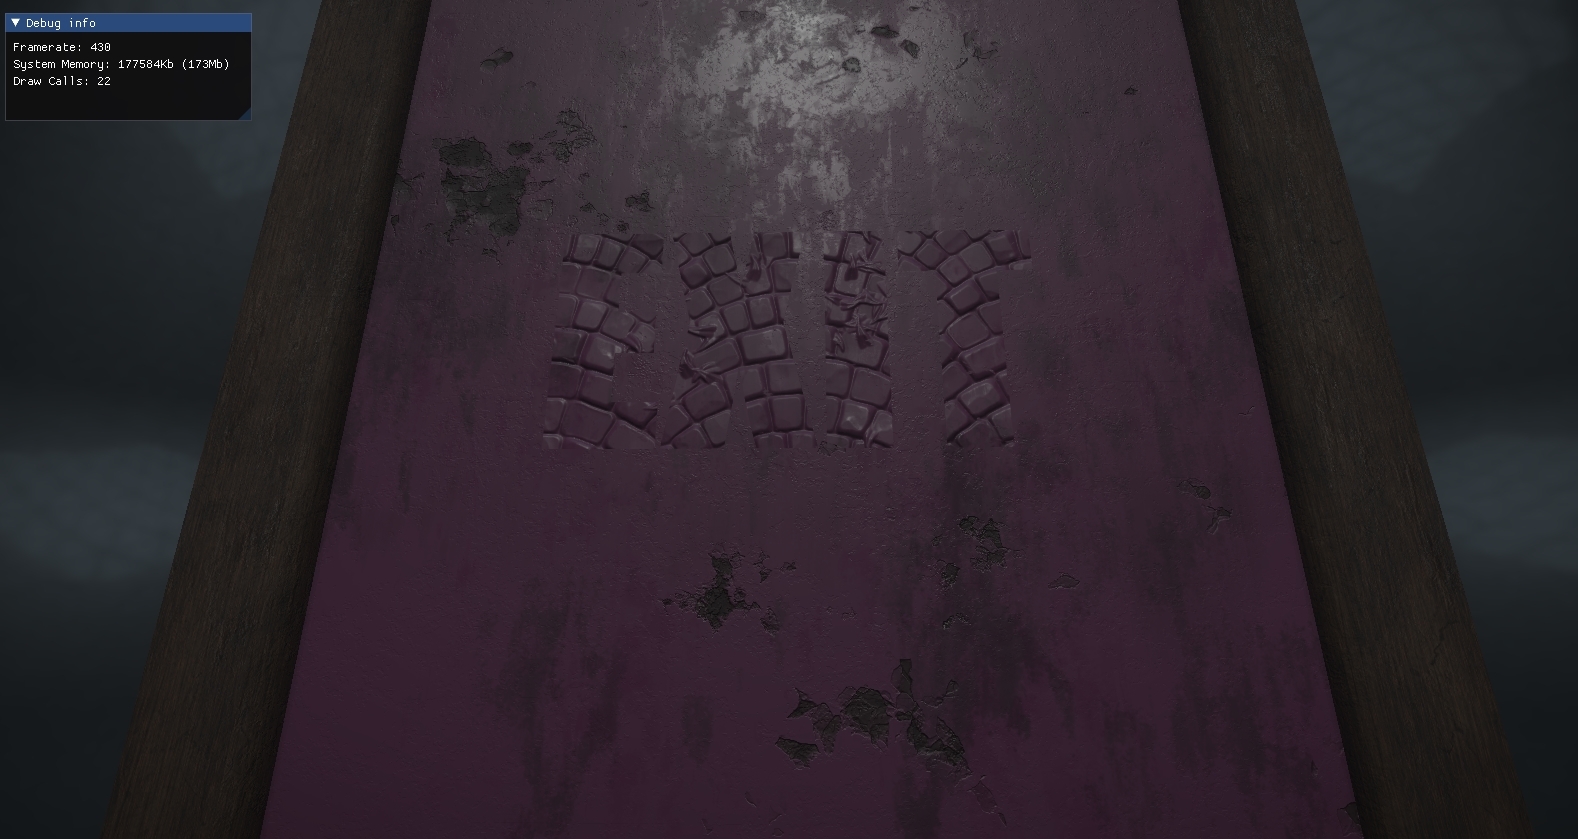 Debug info
Framerate: 430
System Memory: 177584Kb (173Mb)
Draw Calls: 22
EXIT